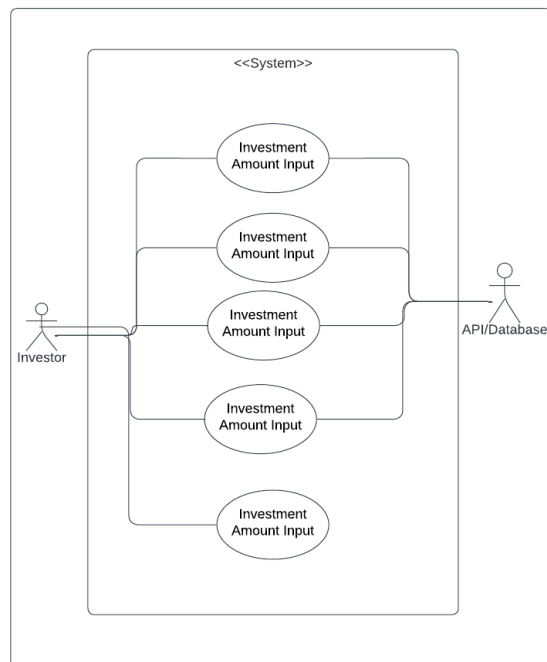 <<System>>
Investment
Amount Input
Investment
Amount Input
Investment
Amount Input
Investor
API/Database
Investment
Amount Input
Investment
Amount Input